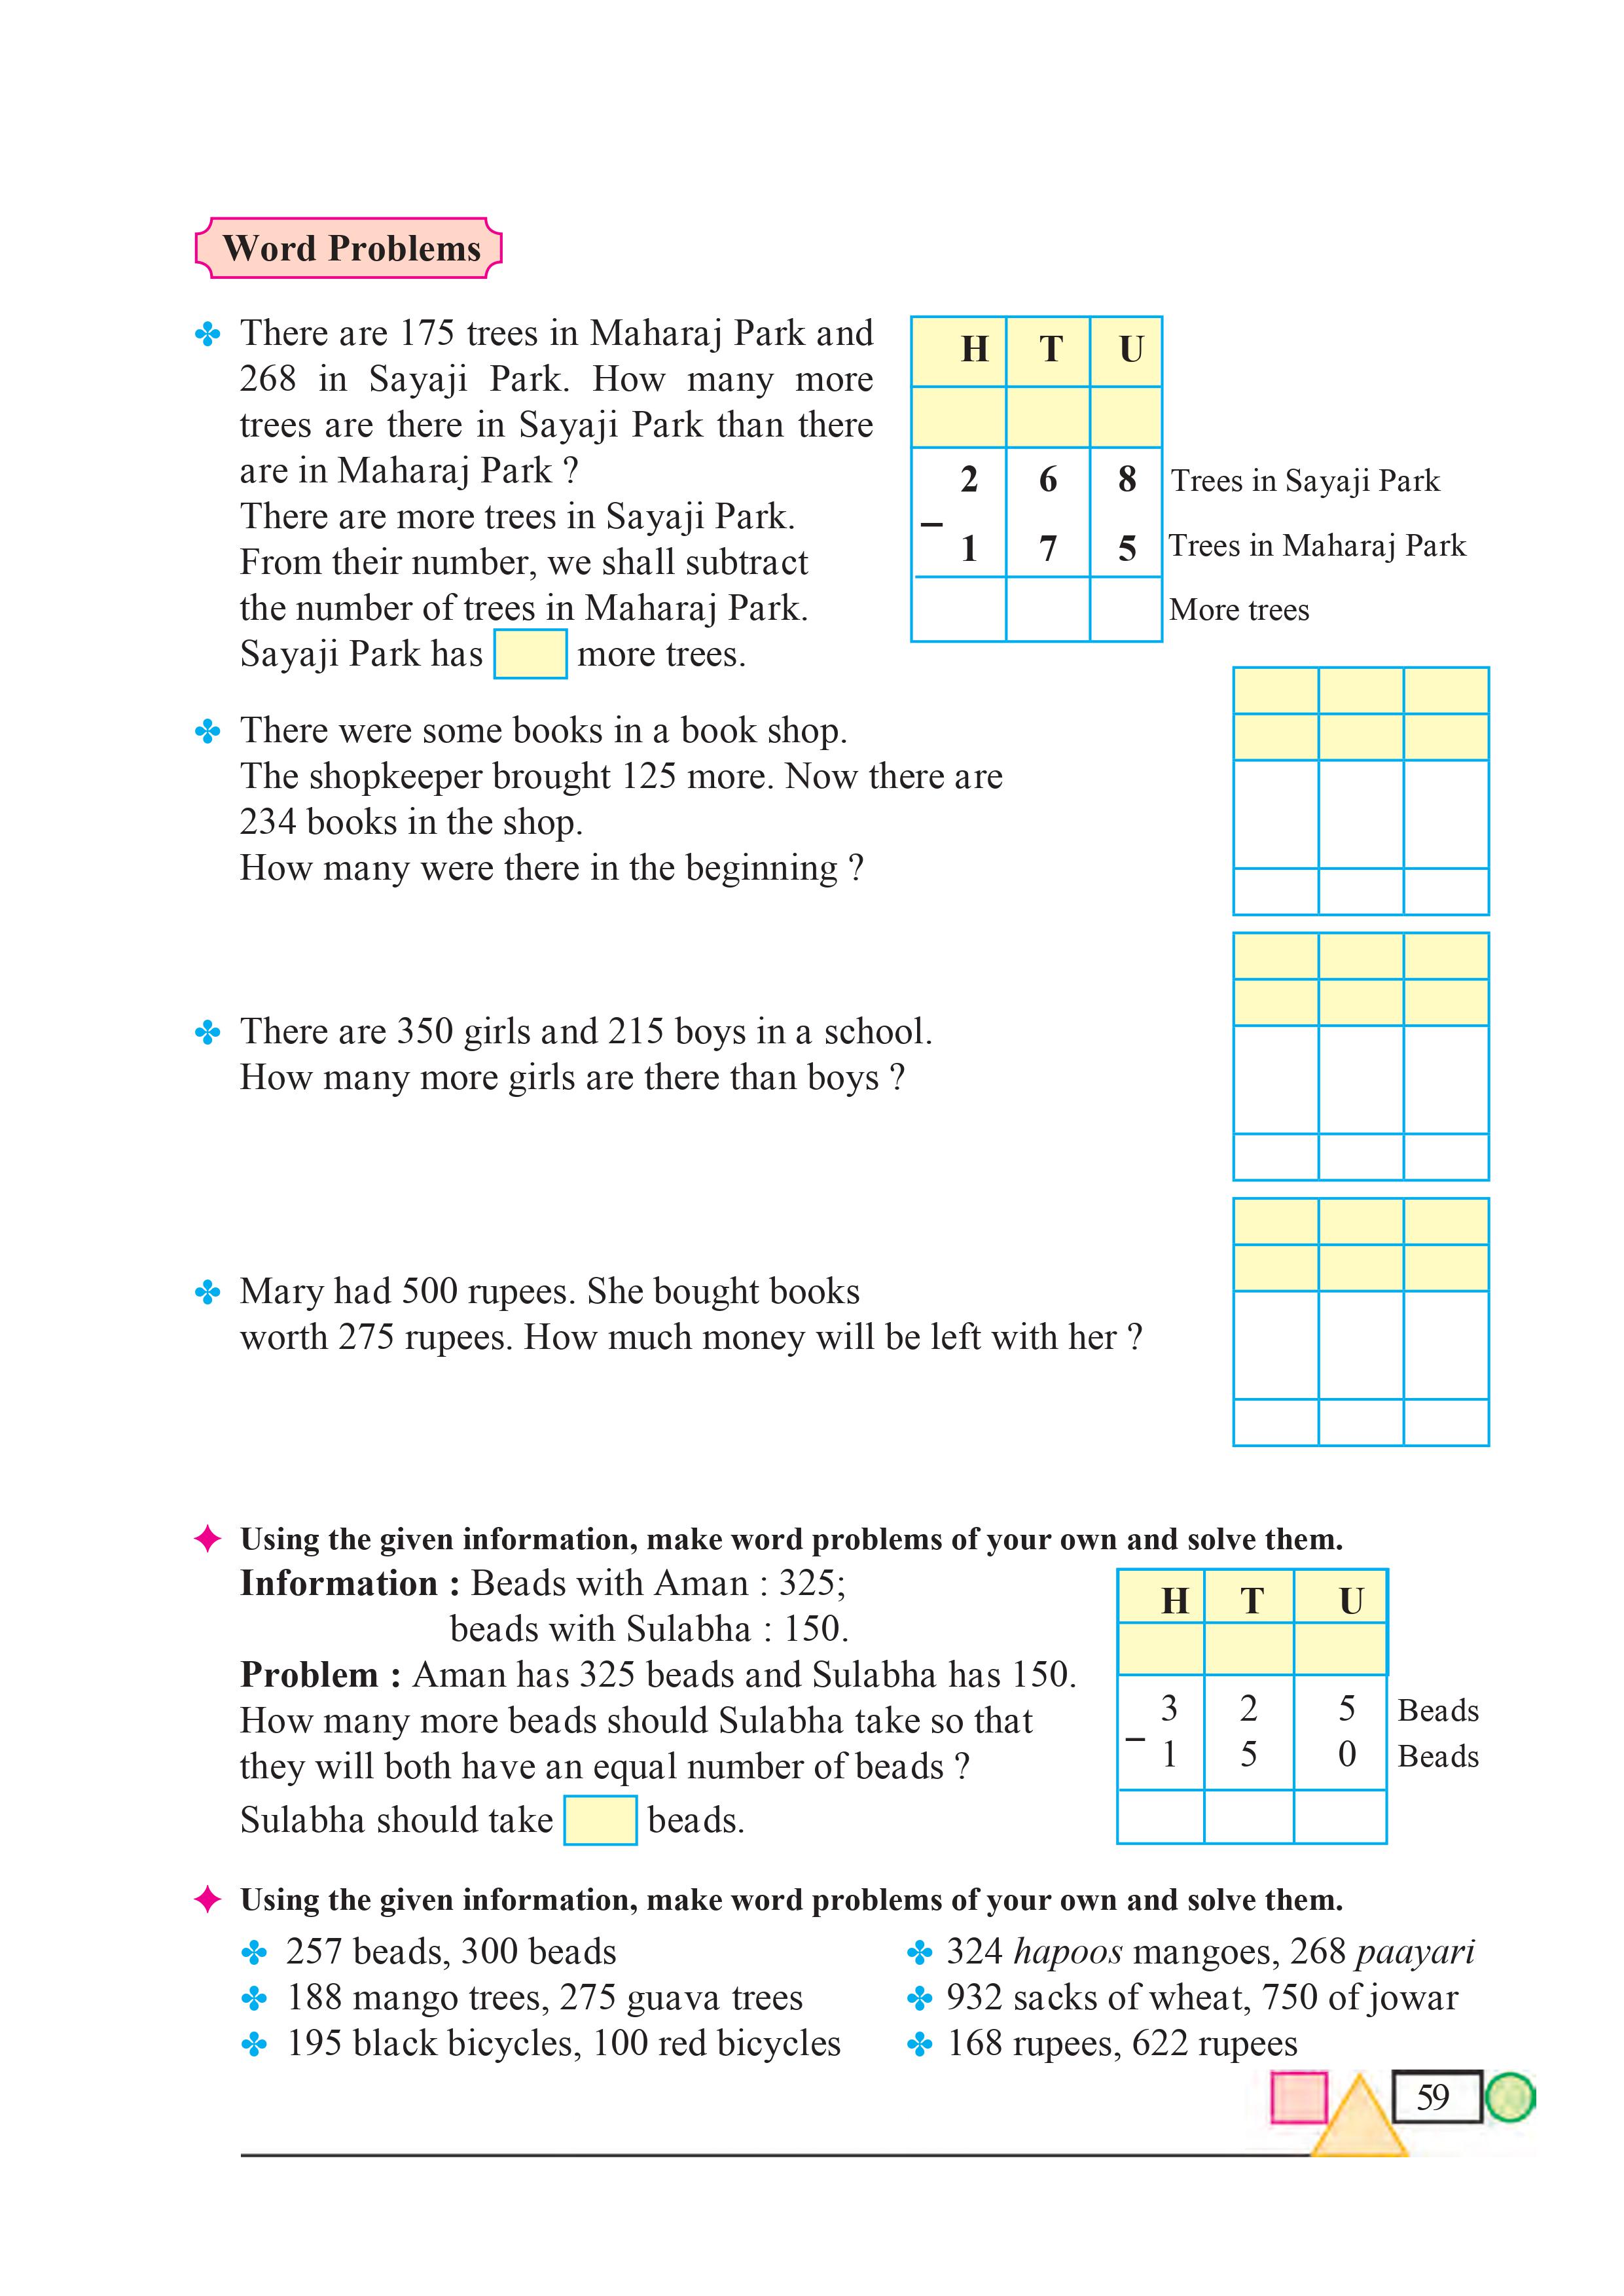 Word Problems
There are 175 trees in Maharaj Park and
268 in Sayaji Park. How many more
trees are there in Sayaji Park than there
are in Maharaj Park ?
There are more trees in Sayaji Park.
From their number, we shall subtract
the number of trees in Maharaj Park.
Sayaji Park has more trees.
H T U
2 6 8 Trees in Sayaji Park
–
1 7 5 Trees in Maharaj Park
More trees
There were some books in a book shop.
The shopkeeper brought 125 more. Now there are
234 books in the shop.
How many were there in the beginning ?
There are 350 girls and 215 boys in a school.
How many more girls are there than boys ?
Mary had 500 rupees. She bought books
worth 275 rupees. How much money will be left with her ?
Using the given information, make word problems of your own and solve them.
Information : Beads with Aman : 325;
beads with Sulabha : 150.
Problem : Aman has 325 beads and Sulabha has 150.
How many more beads should Sulabha take so that
they will both have an equal number of beads ?
Sulabha should take beads.
H T U
3 2 5 Beads
–
1 5 0 Beads
Using the given information, make word problems of your own and solve them.
257 beads, 300 beads
188 mango trees, 275 guava trees
195 black bicycles, 100 red bicycles
324 hapoos mangoes, 268 paayari
932 sacks of wheat, 750 of jowar
168 rupees, 622 rupees
59